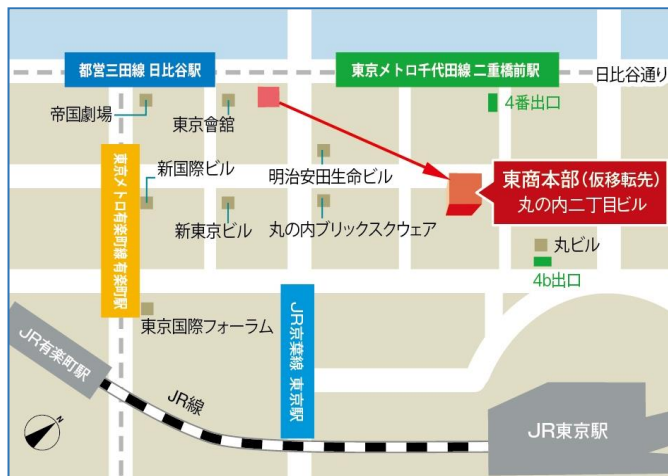 都営三田線 日比谷駅
東京メトロ千代田線 二重橋前駅
日比谷通り
帝国劇場
東京會舘
4番出口
東京メトロ有楽町線 有楽町駅
新国際ビル
明治安田生命ビル
東商本部(仮移転先)
丸の内二丁目ビル
新東京ビル
丸の内ブリックスクウェア
丸ビル
4b出口
東京国際フォーラム
JR京葉線 東京駅
JR有楽町駅
JR線
JR東京駅
N